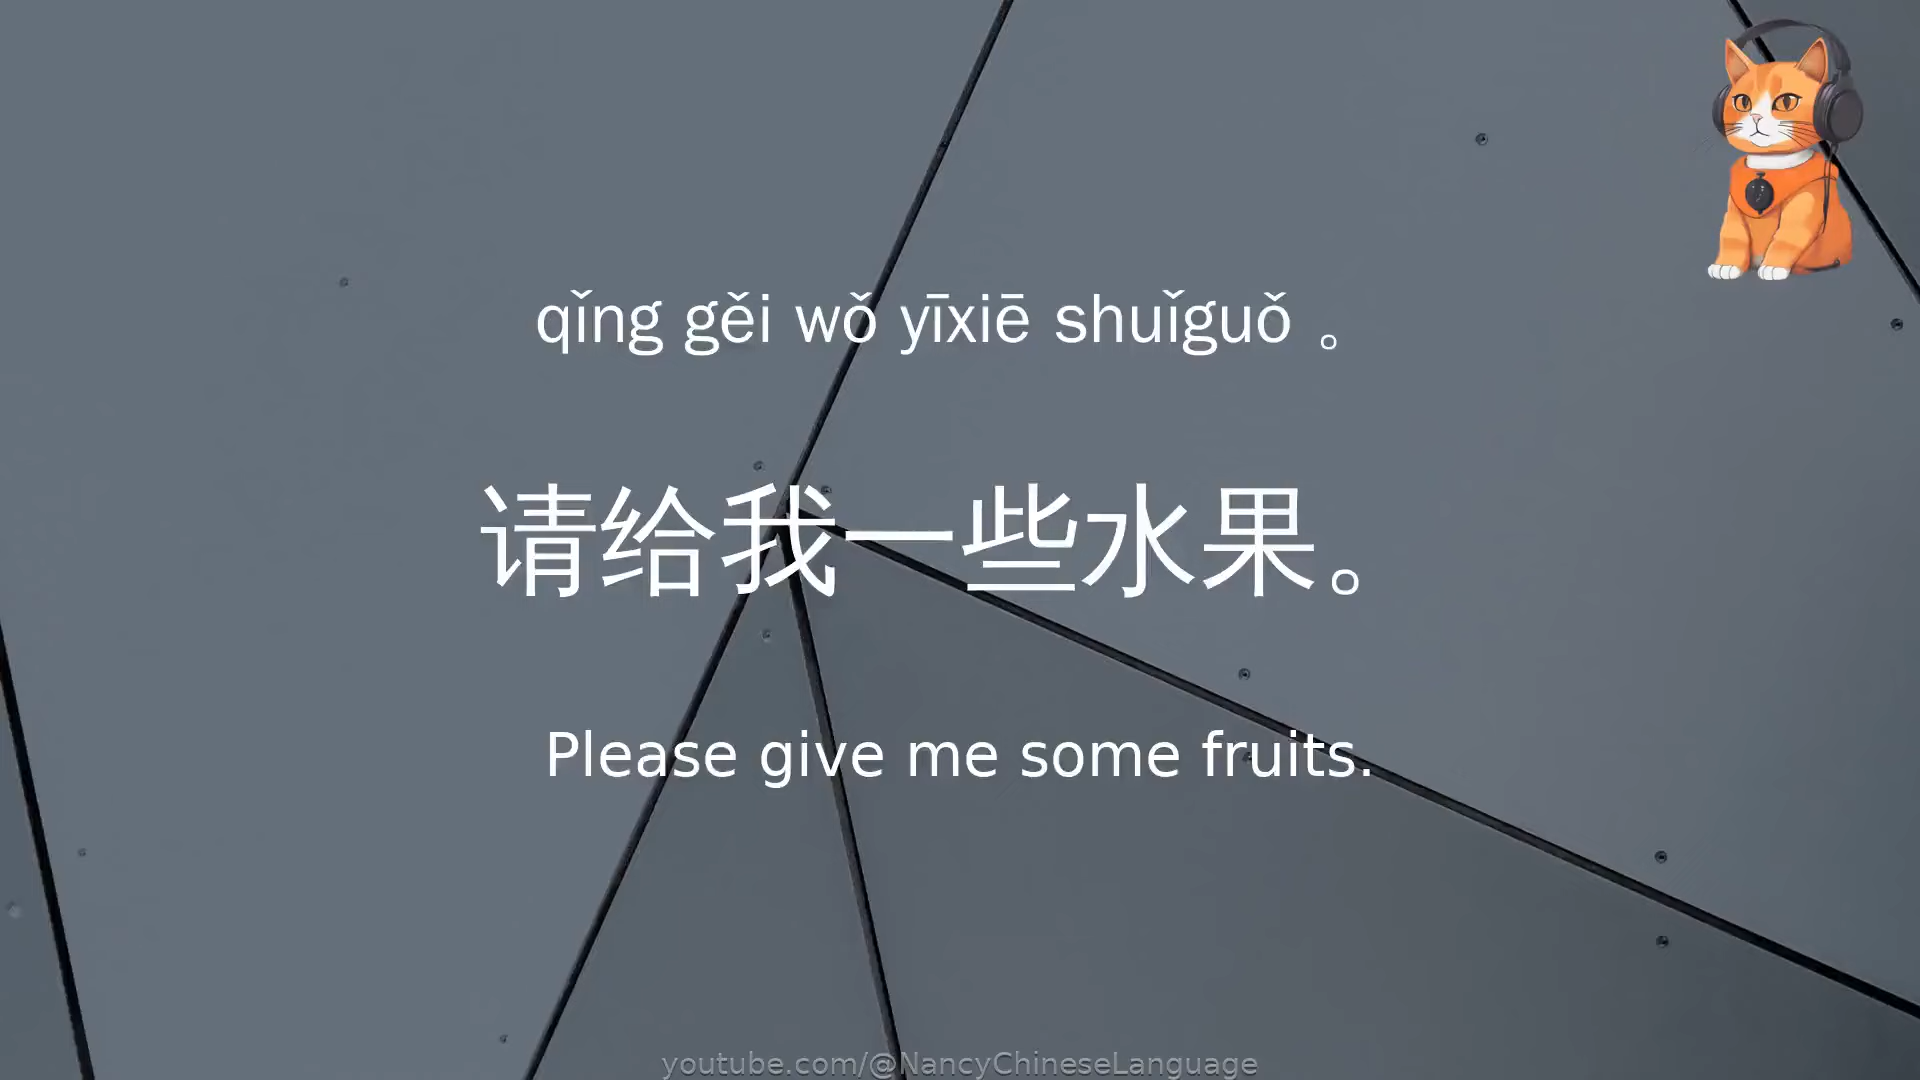 qǐng gěi wǒ yīxiē shuǐguǒ 。
请给我一些水果。
Please give me some fruits.
youtube.com/@NancyChineseLanguage